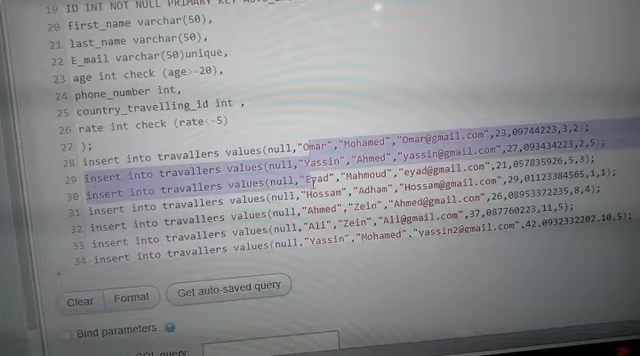 19 ID INT NOT NULL PRIMARY KEY
20 first_name varchar(50),
21 last_name varchar(50),
22 E_mail varchar(50)unique,
23 age int check (age>=20),
24 phone_number int,
25 country_travelling_id int ,
26 rate int check (rate<=5)
27 );
28 insert into travallers values(null,"Omar","Mohamed","Omar@gmail.com",23,09744223,3,2);
29 insert into travallers values(null,"Yassin","Ahmed","yassin@gmail.com",27,093434223,2,5);
30 insert into travallers values(null,"Eyad","Mahmoud","eyad@gmail.com",21,057835926,5,3);
31 insert into travallers values(null,"Hossam","Adham","Hossam@gmail.com",29,01123384565,1,1);
32 insert into travallers values(null,"Ahmed","Zein","Ahmed@gmail.com",26,08953372235,8,4);
33 insert into travallers values(null,"Ali","Zein","Ali@gmail.com",37,087760223,11,5);
34 insert into travallers values(null,"Yassin","Mohamed","yassin2@gmail.com",42,0932332202,10,5);
Clear Format Get auto-saved query
Bind parameters
query: